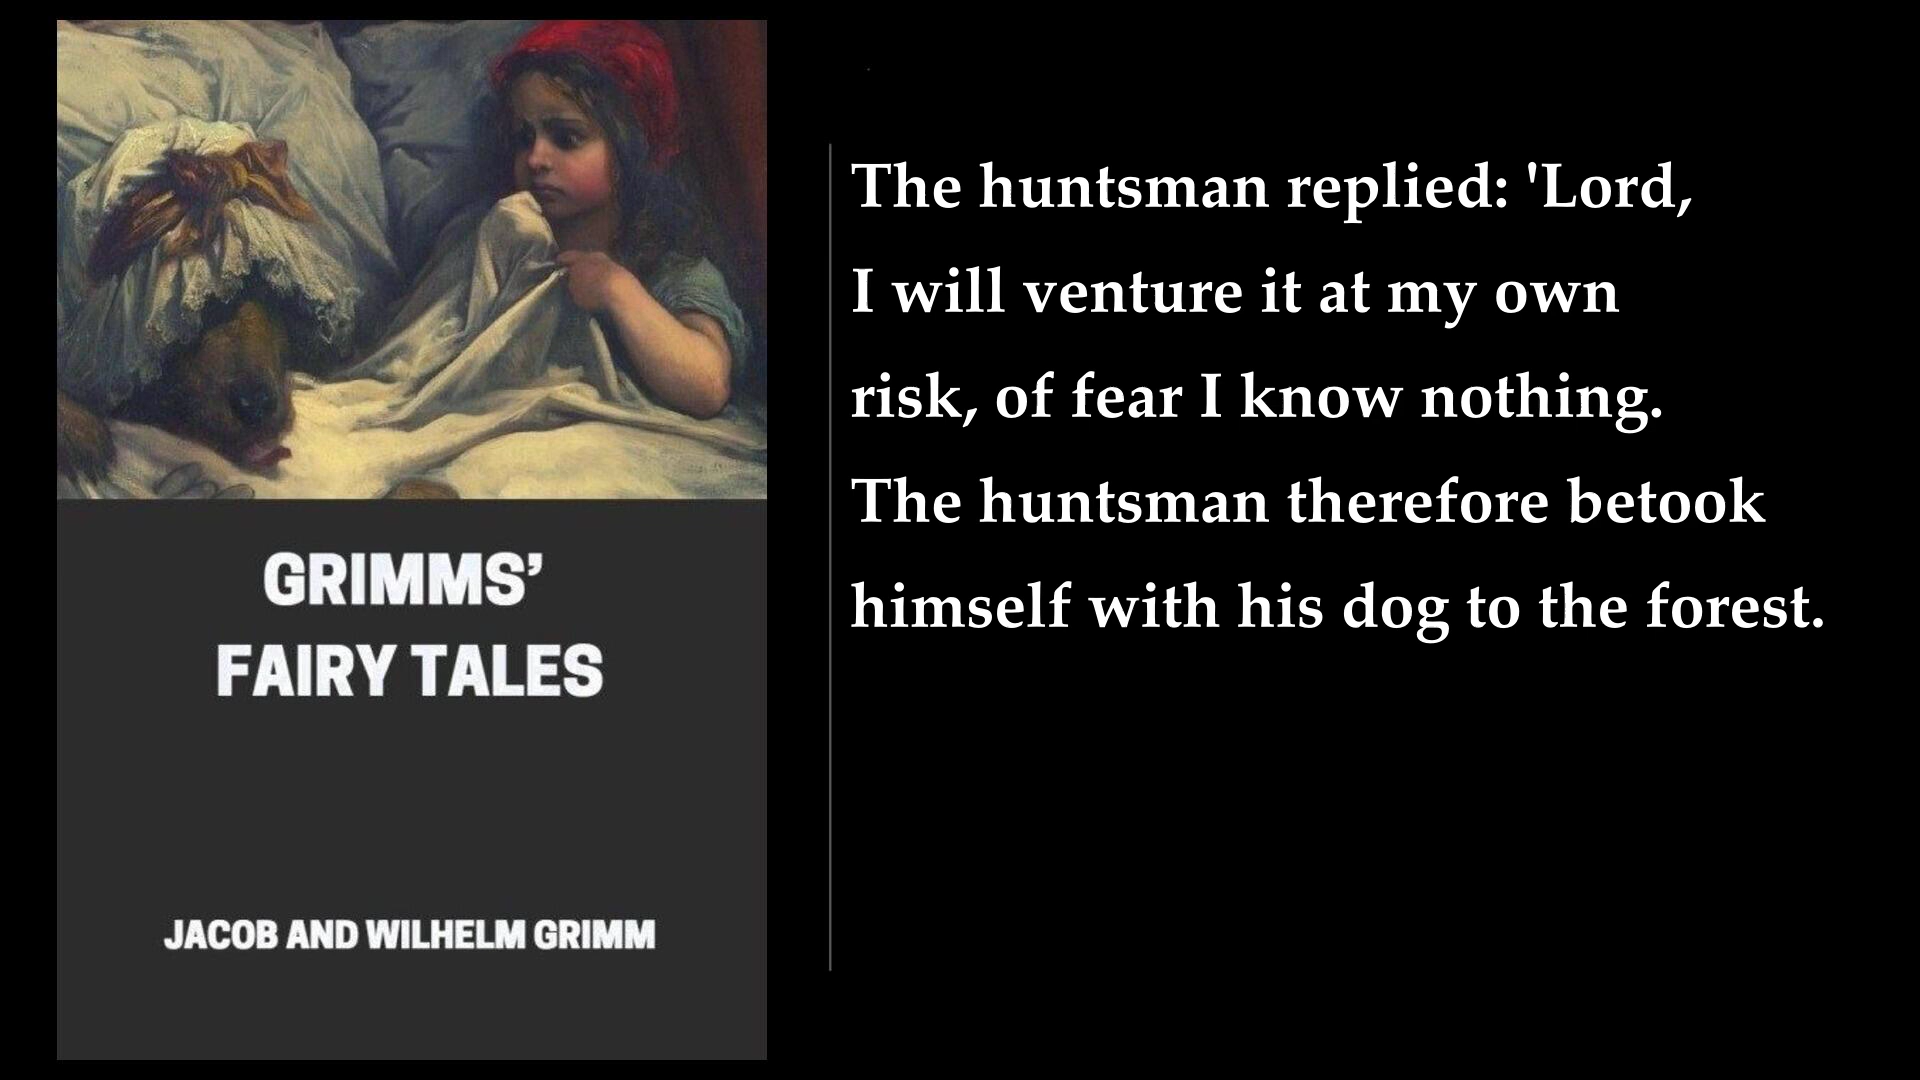 GRIMMS’
FAIRY TALES
JACOB AND WILHELM GRIMM
The huntsman replied: 'Lord,
I will venture it at my own
risk, of fear I know nothing.
The huntsman therefore betook
himself with his dog to the forest.